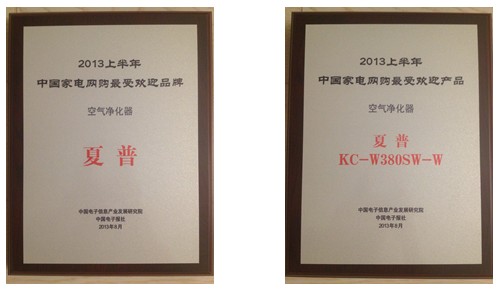 2013上半年
中国家电网购最受欢迎品牌
空气净化器
夏普
中国电子信息产业发展研究院
中国电子报社
2013年8月
2013上半年
中国家电网购最受欢迎产品
空气净化器
夏普
KC-W380SW-W
中国电子信息产业发展研究院
中国电子报社
2013年8月